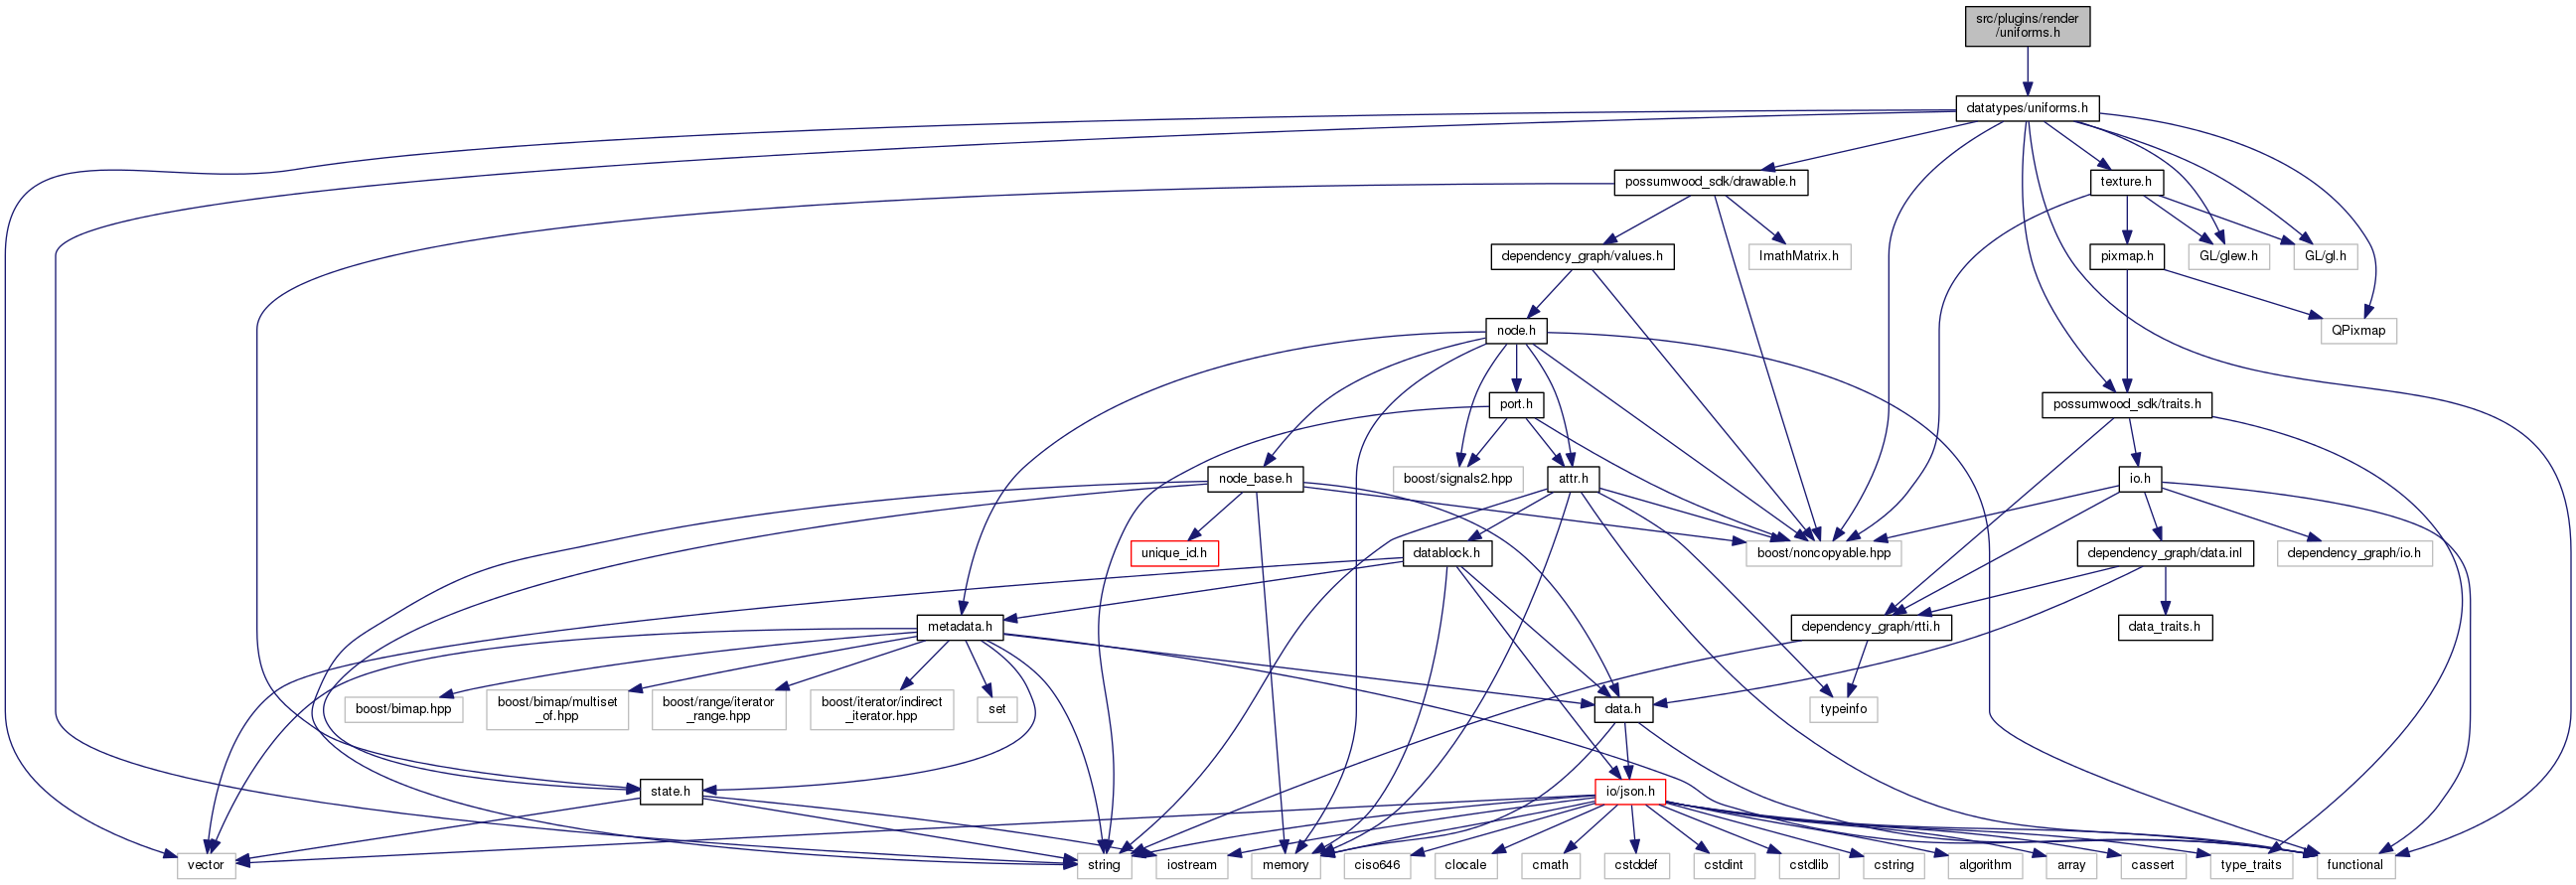 src/plugins/render
/uniforms.h
datatypes/uniforms.h
possumwood_sdk/drawable.h
texture.h
dependency_graph/values.h
ImathMatrix.h
pixmap.h
GL/glew.h
GL/gl.h
node.h
QPixmap
port.h
possumwood_sdk/traits.h
node_base.h
boost/signals2.hpp
attr.h
io.h
unique_id.h
datablock.h
boost/noncopyable.hpp
dependency_graph/data.inl
dependency_graph/io.h
metadata.h
dependency_graph/rtti.h
data_traits.h
boost/bimap.hpp
boost/bimap/multiset
_of.hpp
boost/range/iterator
_range.hpp
boost/iterator/indirect
_iterator.hpp
set
data.h
typeinfo
state.h
io/json.h
vector
string
iostream
memory
ciso646
clocale
cmath
cstddef
cstdint
cstdlib
cstring
algorithm
array
cassert
type_traits
functional